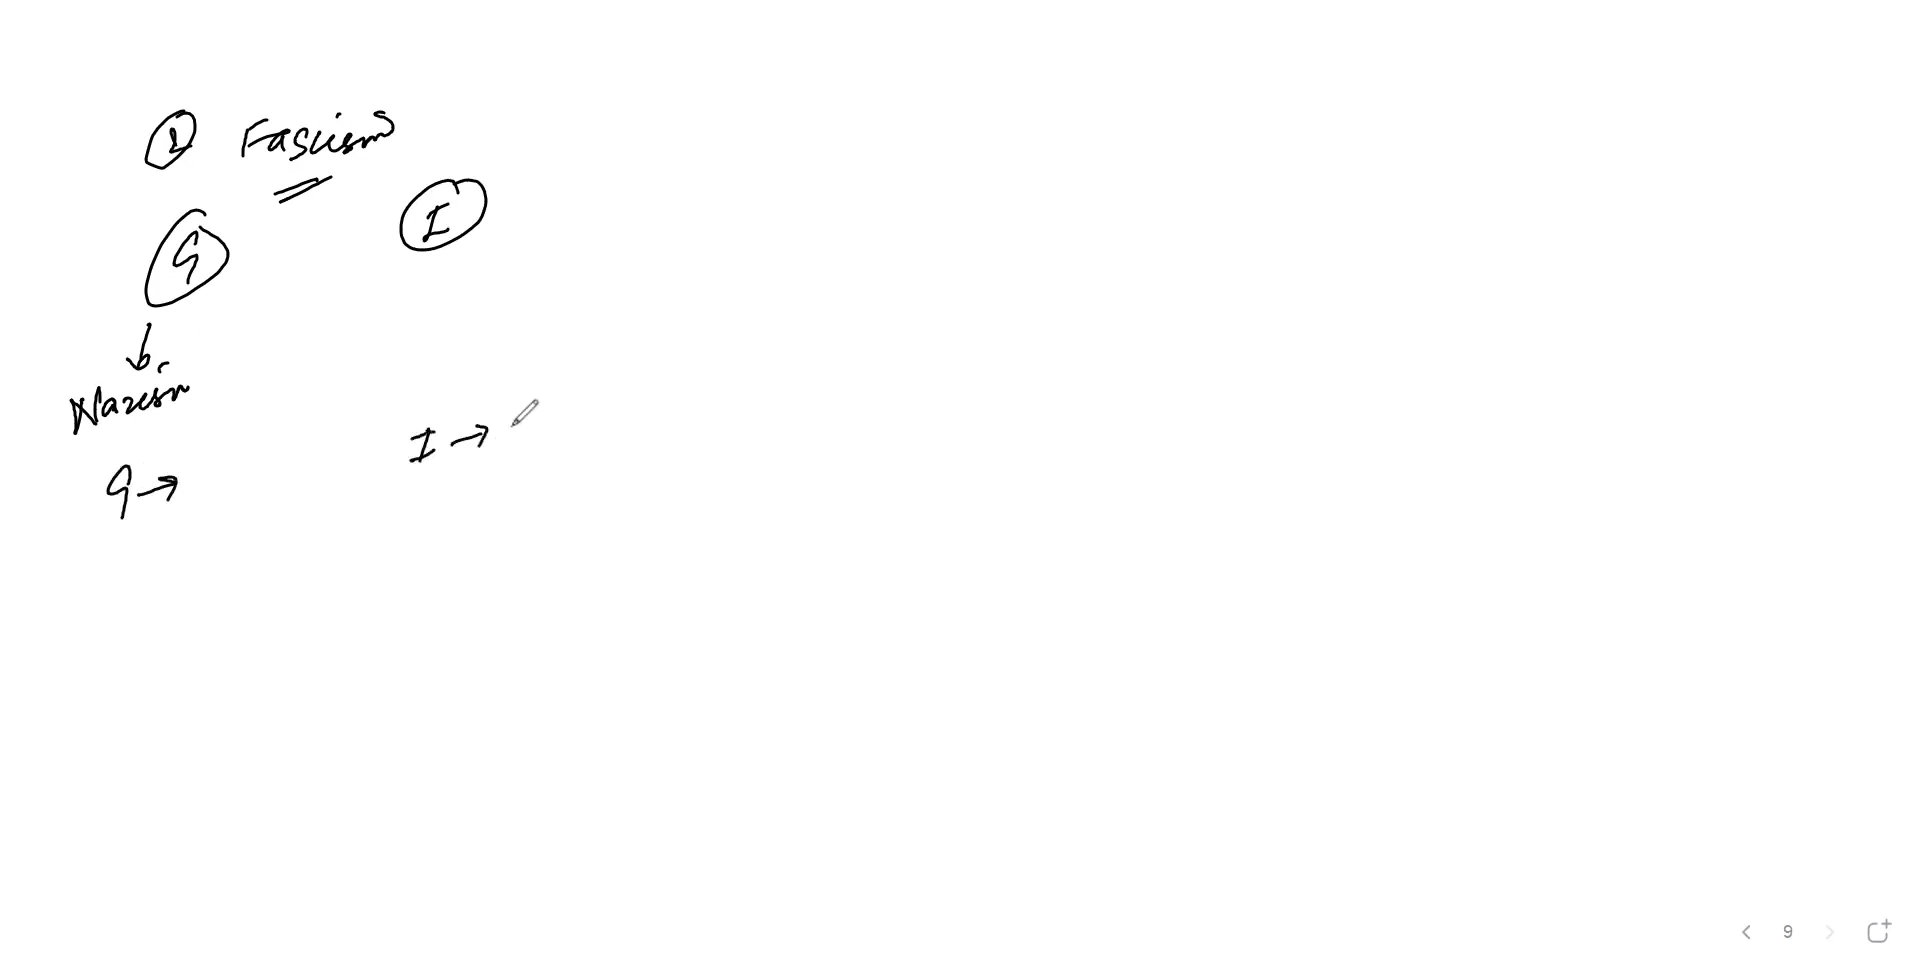 ① Fascism
G I
↓
Nazism
I →
G →
9